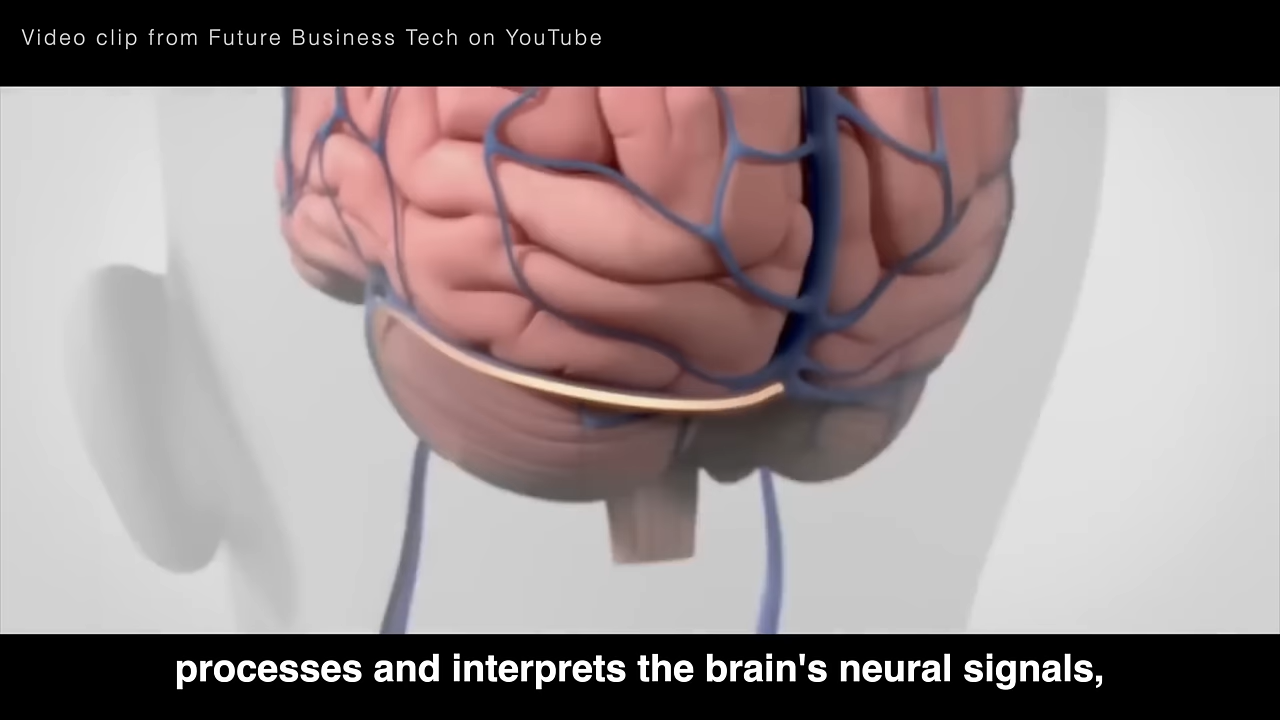 Video clip from Future Business Tech on YouTube
processes and interprets the brain's neural signals,